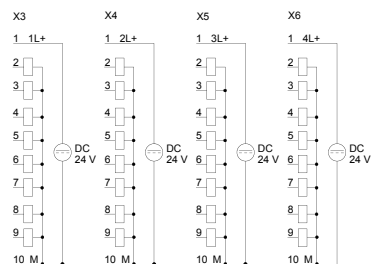 X3 X4 X5 X6
1 1L+ 1 2L+ 1 3L+ 1 4L+
2 2 2 2
3 3 3 3
4 4 4 4
5 5 5 5
DC DC DC DC
6 24 V 6 24 V 6 24 V 6 24 V
7 7 7 7
8 8 8 8
9 9 9 9
10 M 10 M 10 M 10 M